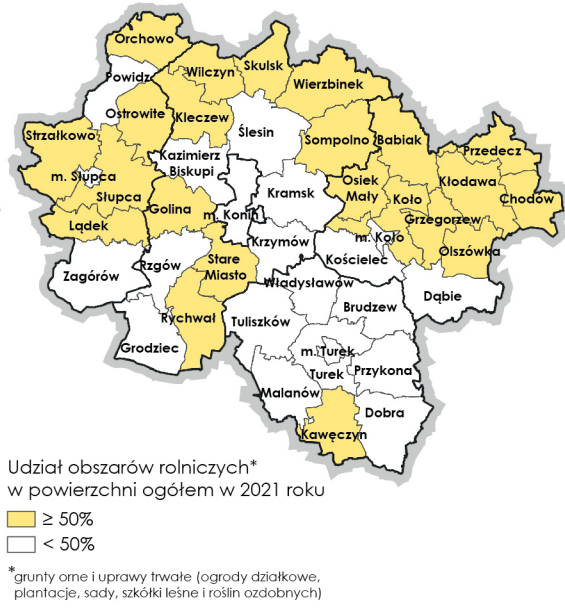 Orchowo
Powidz
Wilczyn
Skulsk
Wierzbinek
Ostrowite
Kleczew
Ślesin
Strzałkowo
Sompolno
Babiak
Przedecz
Kazimierz
Biskupi
m. Słupca
Słupca
Kramsk
Osiek
Mały
Koło
Kłodawa
Chodów
Golina
m. Konin
Grzegorzew
Lądek
Krzymów
m. Koło
Kościelec
Olszówka
Zagórów
Rzgów
Stare
Miasto
Władysławów
Dąbie
Brudzew
Rychwał
Tuliszków
Grodziec
m. Turek
Turek
Przykona
Malanów
Dobra
Kawęczyn
Udział obszarów rolniczych*
w powierzchni ogółem w 2021 roku
≥ 50%
< 50%
*grunty orne i uprawy trwałe (ogrody działkowe,
plantacje, sady, szkółki leśne i roślin ozdobnych)